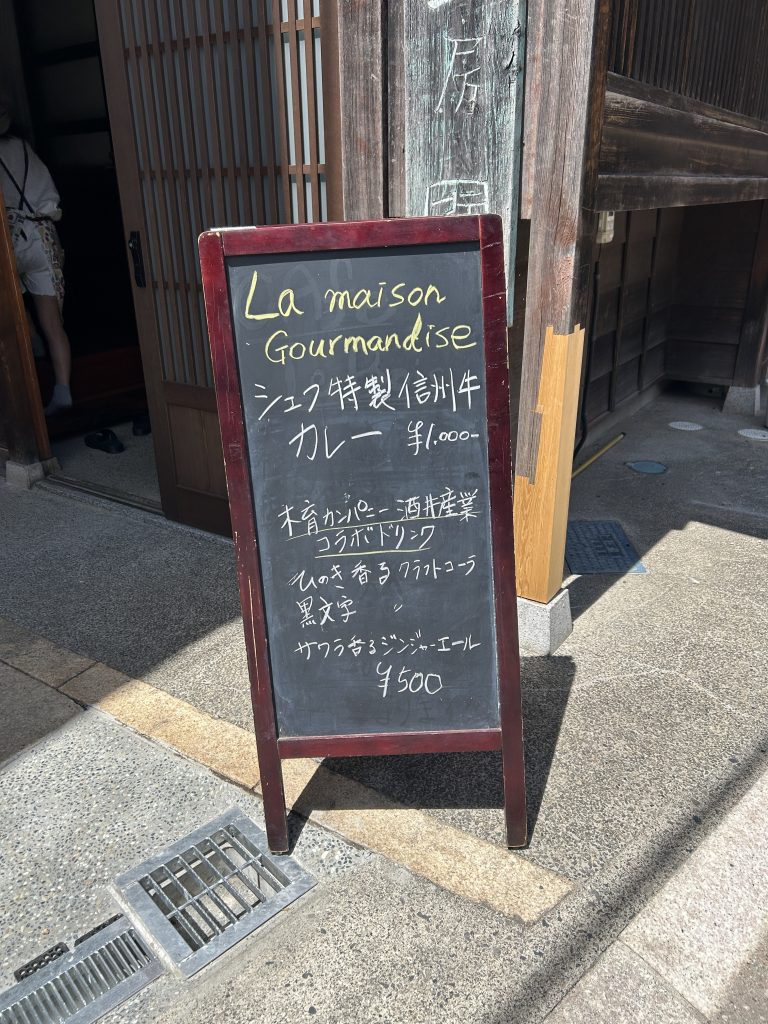 房
La maison
Gourmandise
シェフ特製信州牛
カレー ¥1.000-
木育カンパニー 酒井産業
コラボドリンク
ひのき香るクラフトコーラ
黒文字 〃
サワラ香るジンジャーエール
¥500